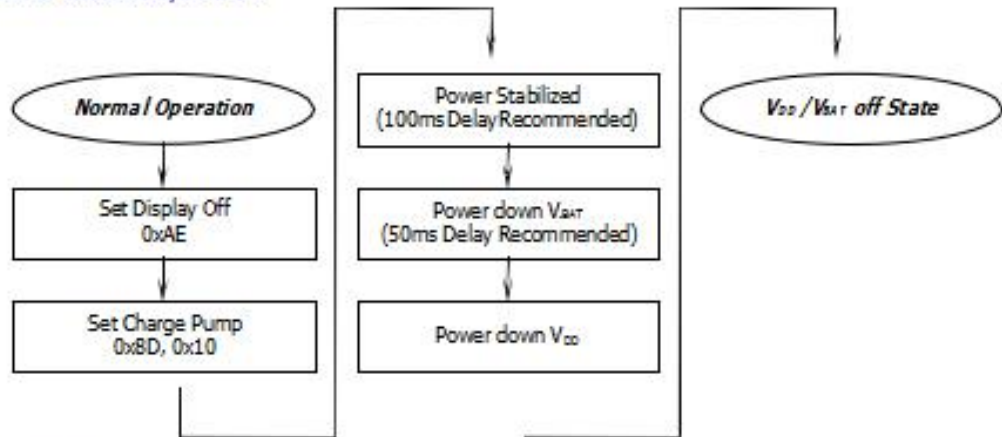 Normal Operation
Set Display Off
0xAE
Set Charge Pump
0x8D, 0x10
Power Stabilized
(100ms Delay Recommended)
Power down VBAT
(50ms Delay Recommended)
Power down VDD
VDD / VBAT off State